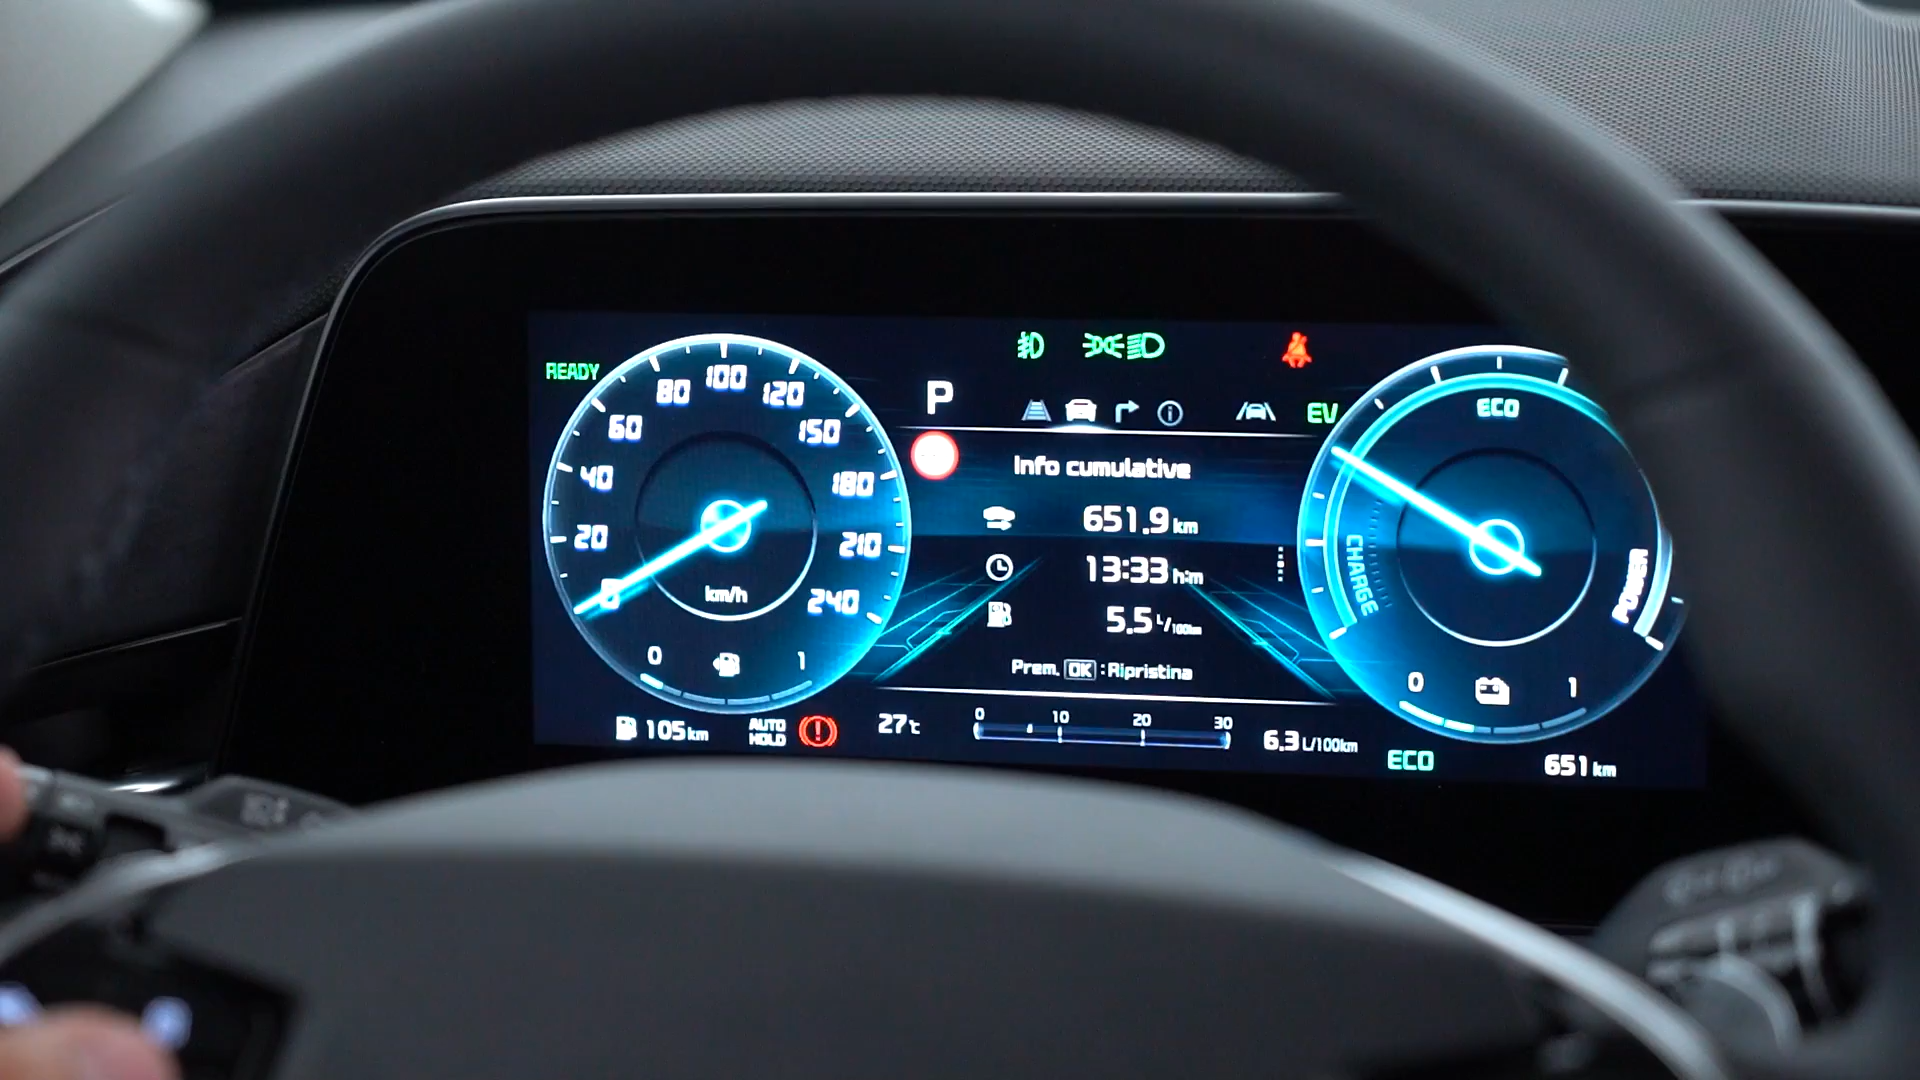 READY
0
20
40
60
80
100
120
150
180
210
240
km/h
0 1
105 km
AUTO HOLD
P
EV
Info cumulative
651.9 km
13:33 h:m
5.5 L/100km
Prem. OK : Ripristina
27°C
0 10 20 30
6.3 L/100km
ECO
CHARGE
POWER
0 1
ECO
651 km